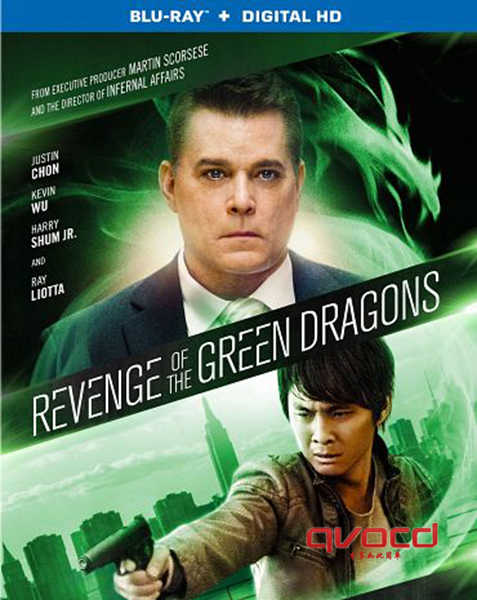 BLU-RAY™ + DIGITAL HD
FROM EXECUTIVE PRODUCER MARTIN SCORSESE
AND THE DIRECTOR OF INFERNAL AFFAIRS
JUSTIN
CHON
KEVIN
WU
HARRY
SHUM JR.
AND
RAY
LIOTTA
REVENGE OF THE GREEN DRAGONS
qvocd